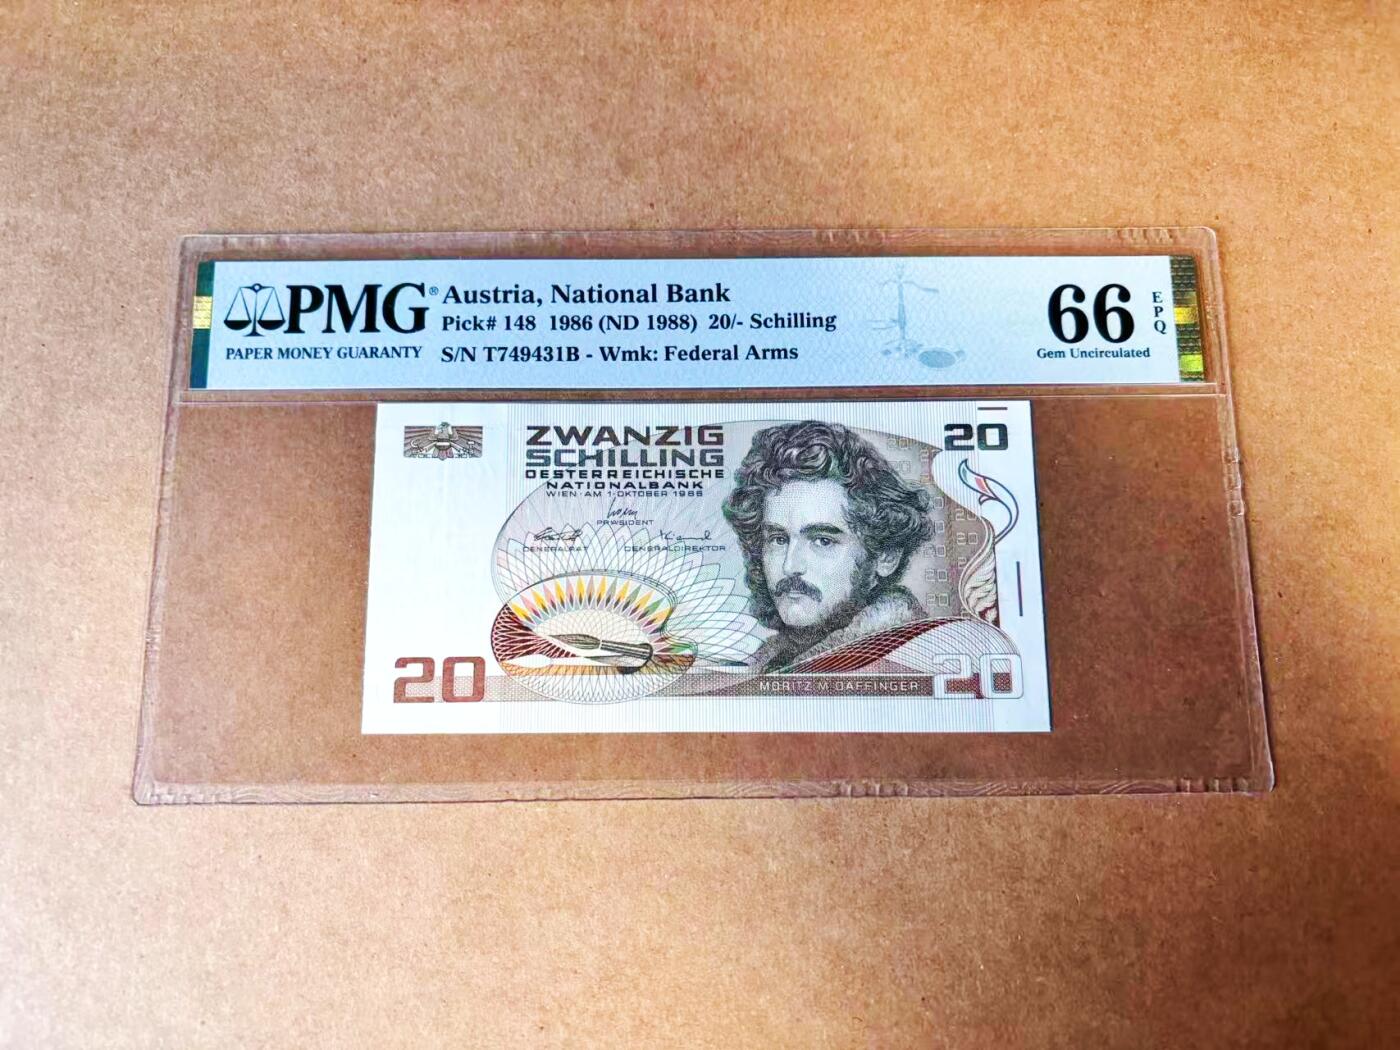 PMG®
PAPER MONEY GUARANTY
Austria, National Bank
Pick# 148 1986 (ND 1988) 20/- Schilling
S/N T749431B - Wmk: Federal Arms
66
EPQ
Gem Uncirculated
ZWANZIG
SCHILLING
OESTERREICHISCHE
NATIONALBANK
WIEN·AM 1·OKTOBER 1986
PRÄSIDENT
GENERALRAT
GENERALDIREKTOR
20
20
MORITZ M. DAFFINGER
20